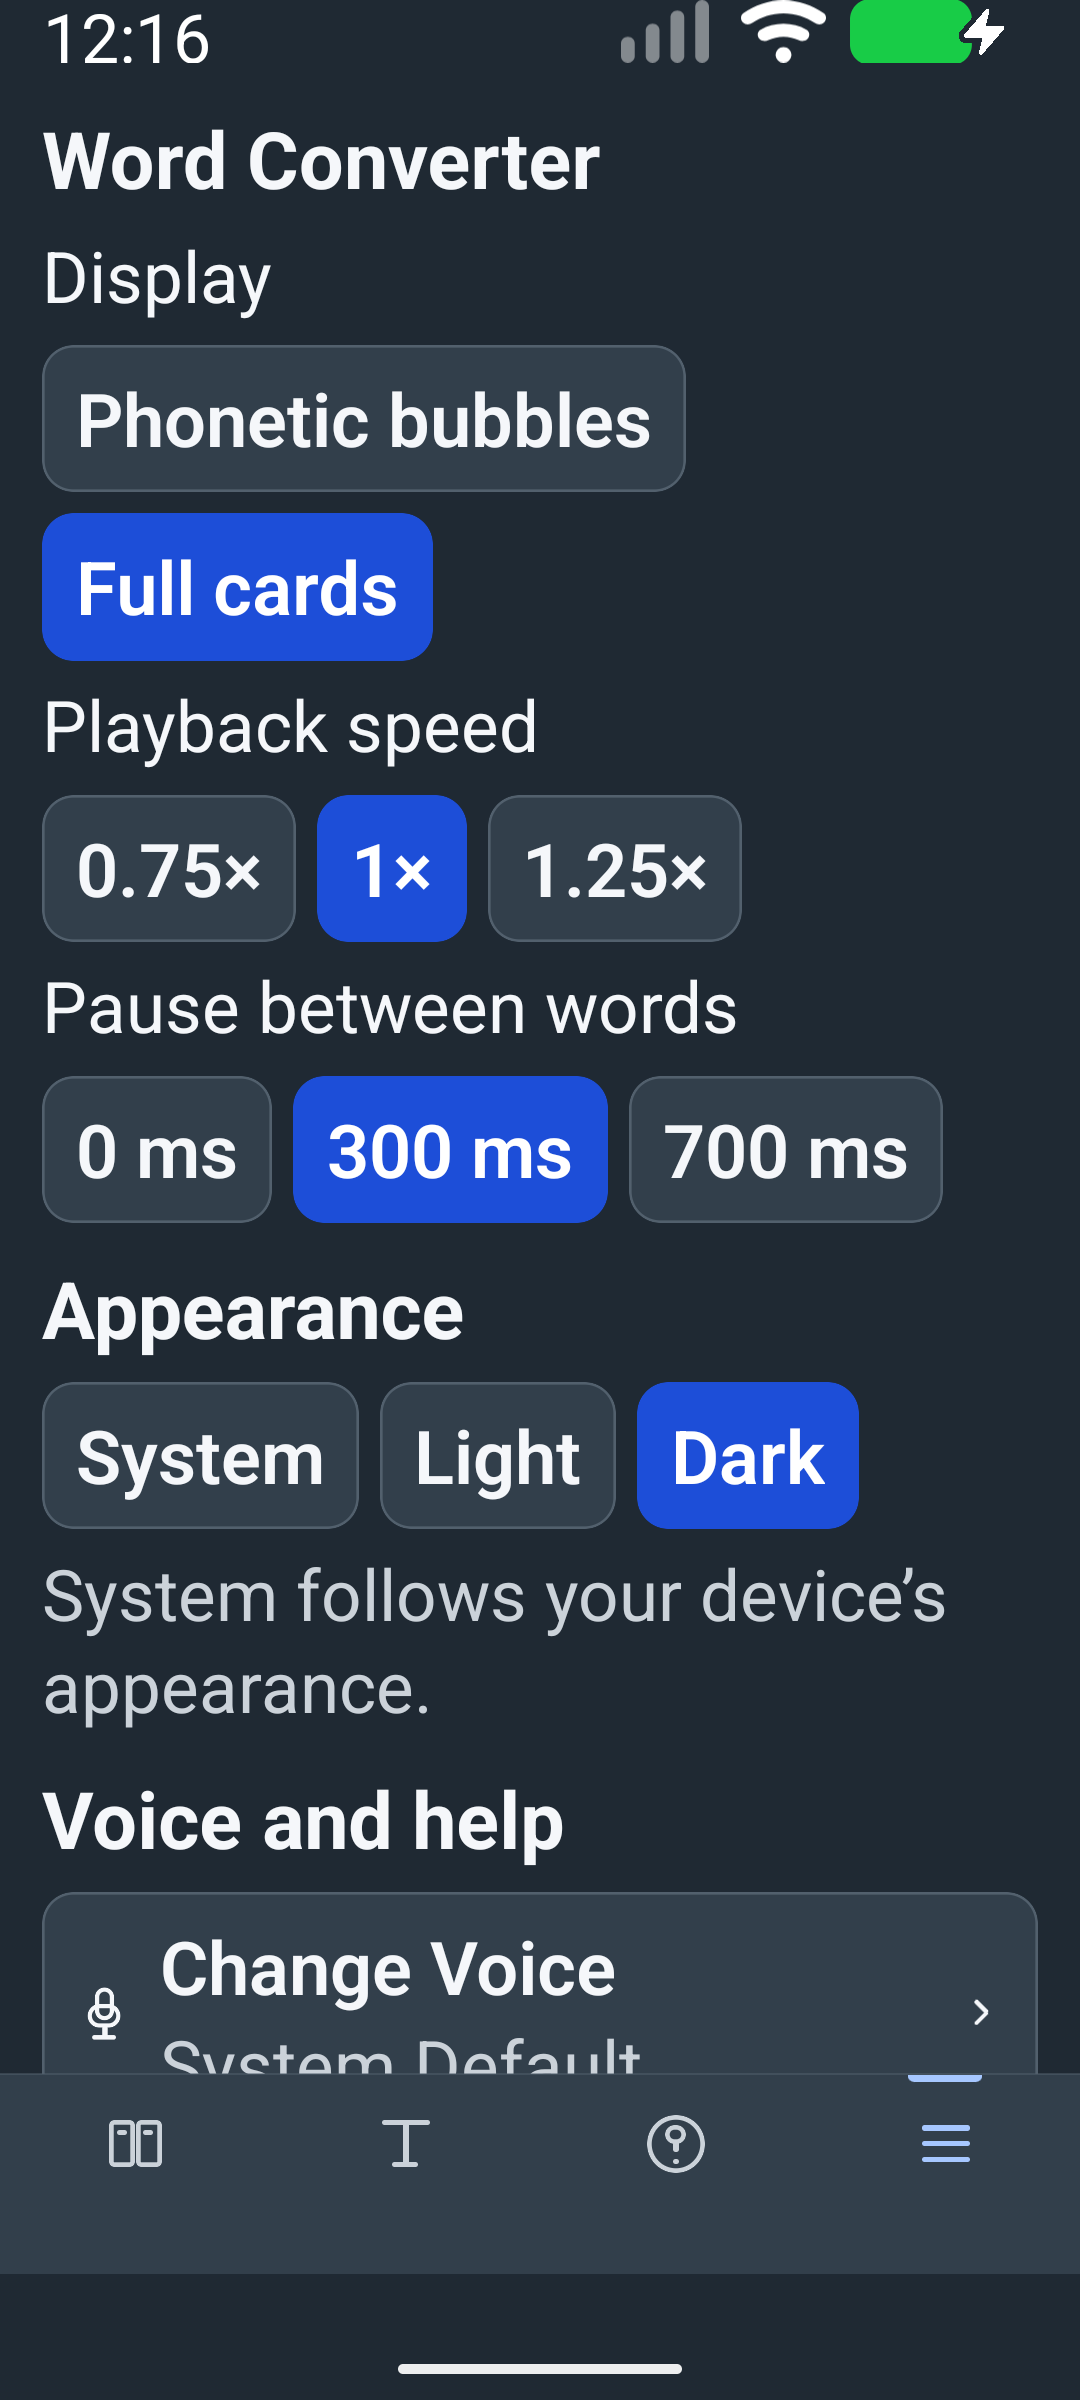 12:16
Word Converter
Display
Phonetic bubbles
Full cards
Playback speed
0.75× 1× 1.25×
Pause between words
0 ms 300 ms 700 ms
Appearance
System Light Dark
System follows your device’s
appearance.
Voice and help
Change Voice
System Default